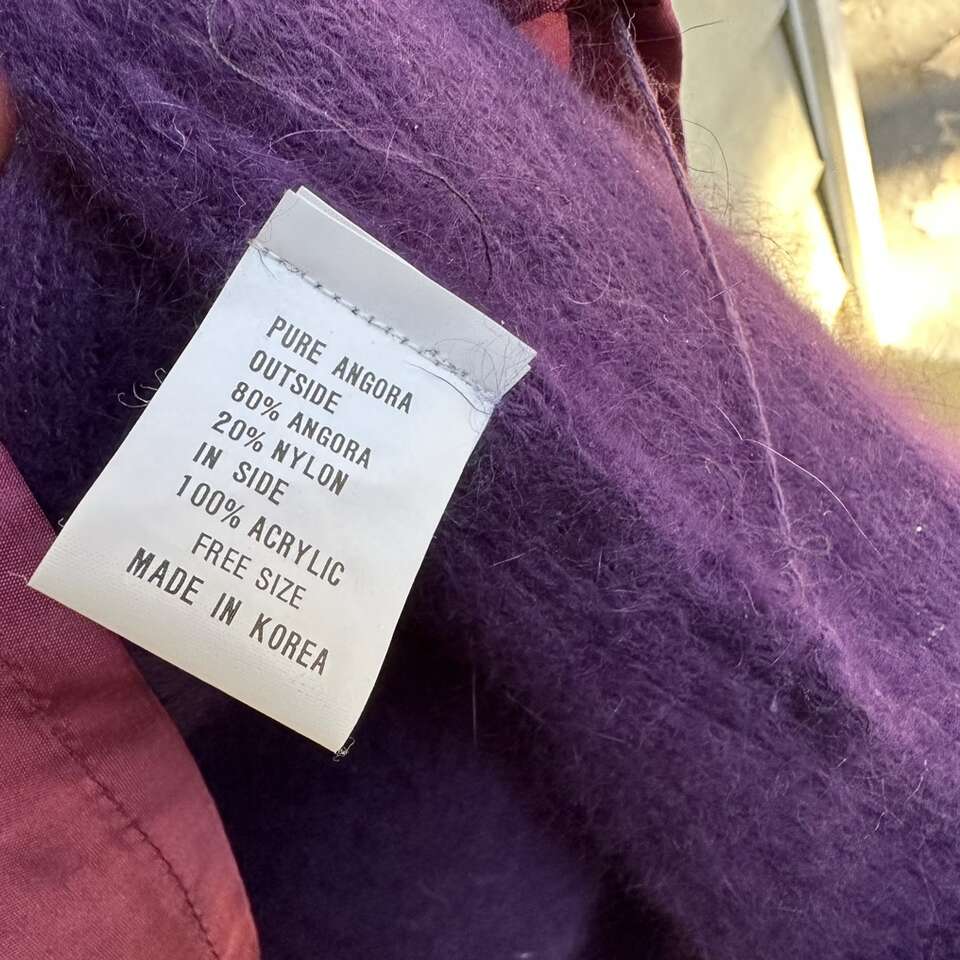 PURE ANGORA
OUTSIDE
80% ANGORA
20% NYLON
IN SIDE
100% ACRYLIC
FREE SIZE
MADE IN KOREA